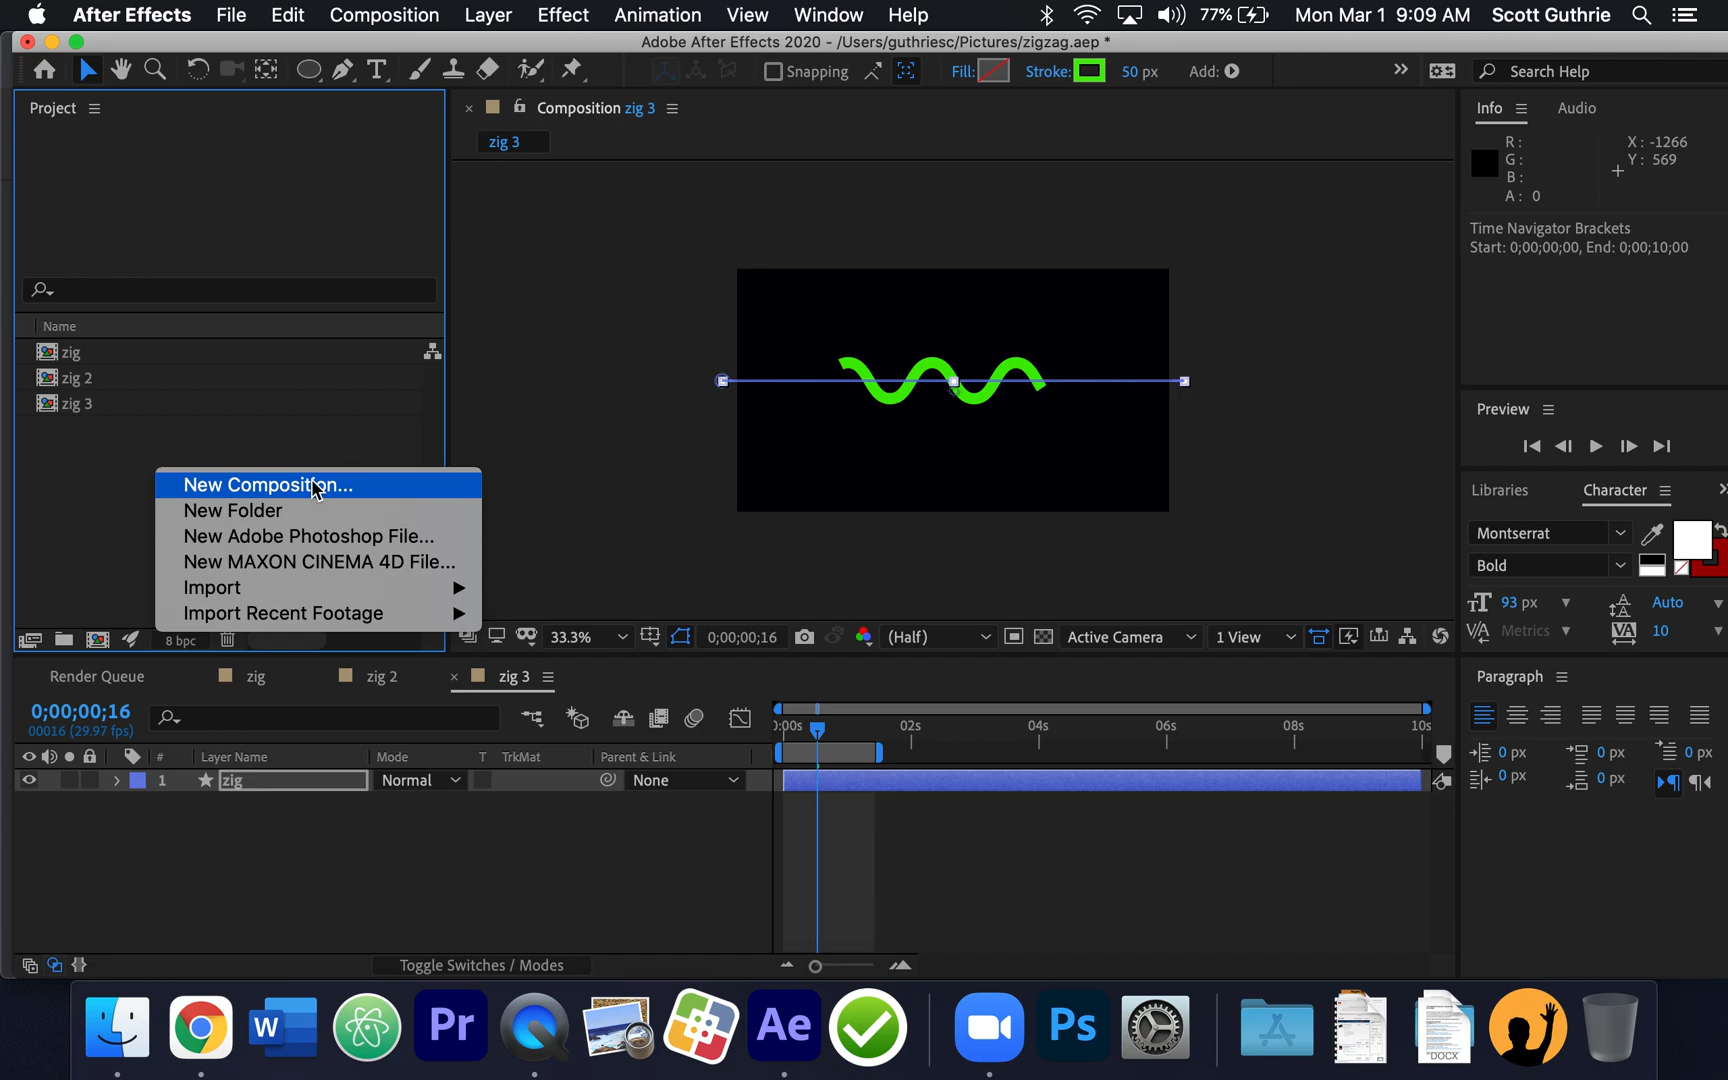 After Effects File Edit Composition Layer Effect Animation View Window Help 77% Mon Mar 1 9:09 AM Scott Guthrie
Adobe After Effects 2020 - /Users/guthriesc/Pictures/zigzag.aep *
Snapping Fill: Stroke: 50 px Add: Search Help
Project
Composition zig 3
zig 3
Info Audio
R: X: -1266
G: Y: 569
B:
A: 0
Time Navigator Brackets
Start: 0;00;00;00, End: 0;00;10;00
Name
zig
zig 2
zig 3
New Composition...
New Folder
New Adobe Photoshop File...
New MAXON CINEMA 4D File...
Import
Import Recent Footage
Preview
Libraries Character
Montserrat
Bold
93 px Auto
Metrics 10
8 bpc
33.3% 0;00;00;16 (Half) Active Camera 1 View
Render Queue zig zig 2 zig 3
0;00;00;16
00016 (29.97 fps)
0:00s 02s 04s 06s 08s 10s
# Layer Name Mode T TrkMat Parent & Link
1 zig Normal None
Paragraph
0 px 0 px 0 px
0 px 0 px
Toggle Switches / Modes
W Pr Ae Ps DOCX